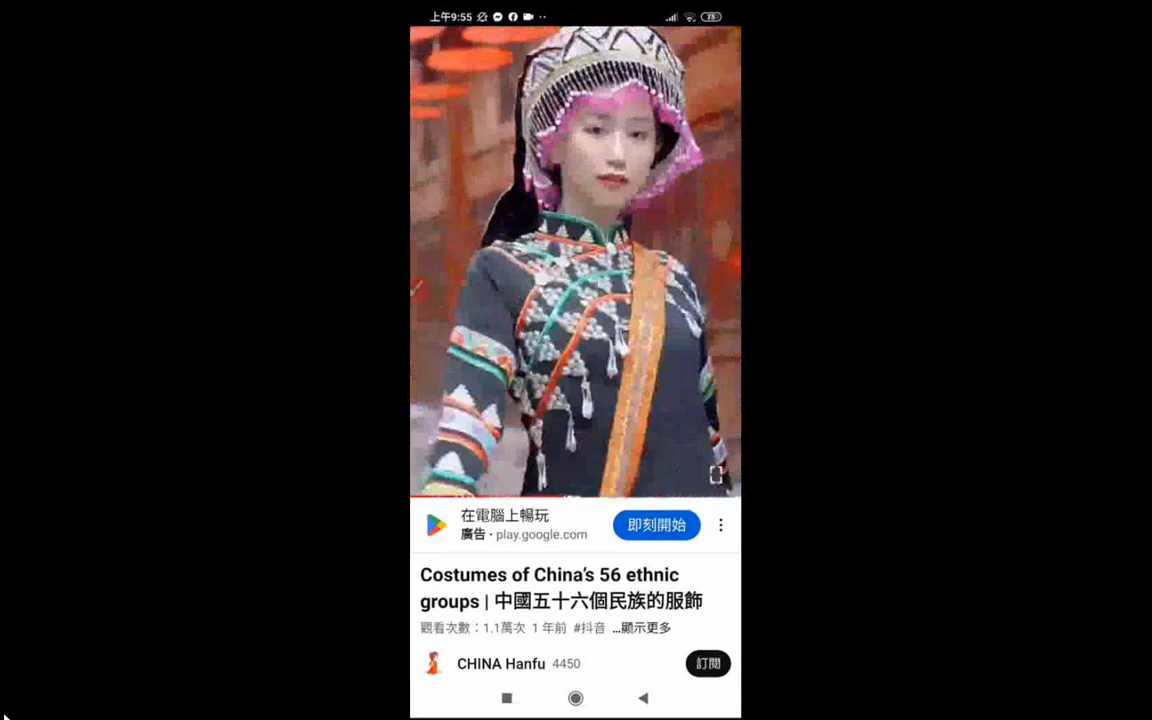 上午9:55
73
在電腦上暢玩
廣告 · play.google.com
即刻開始
Costumes of China's 56 ethnic
groups | 中國五十六個民族的服飾
觀看次數：1.1萬次 1 年前 #抖音 ...顯示更多
CHINA Hanfu 4450
訂閱